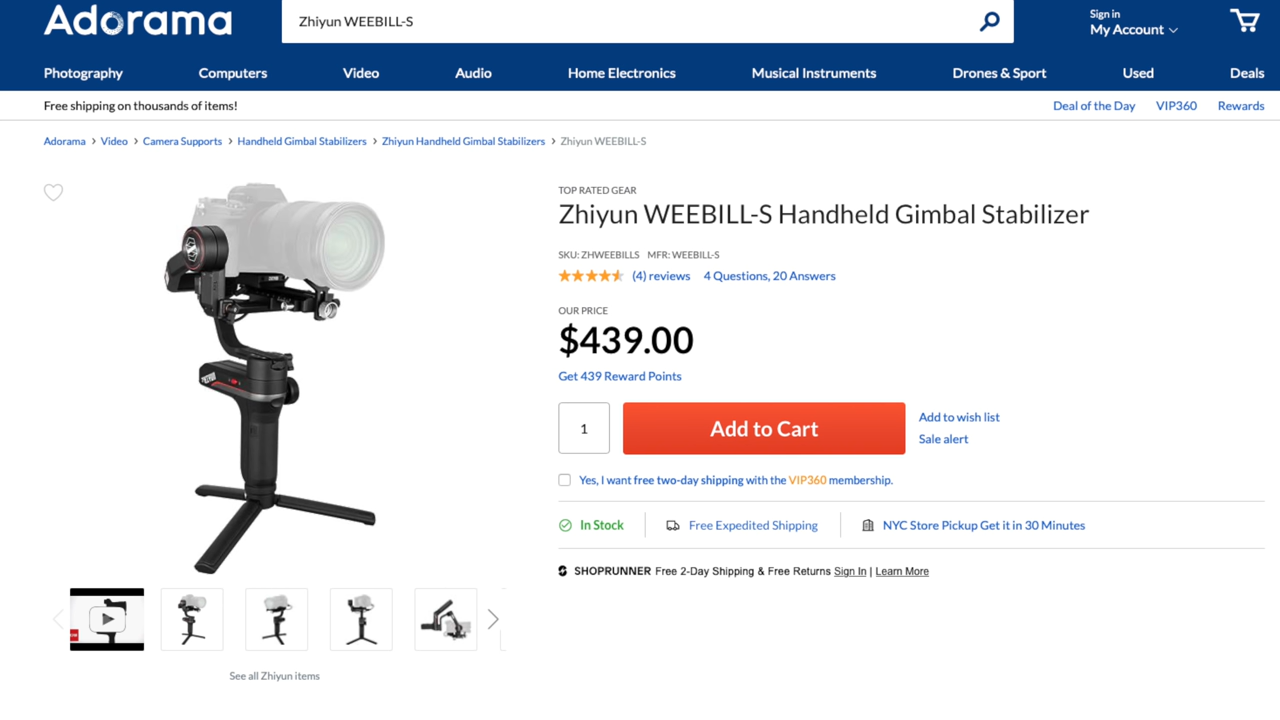 Adorama
Zhiyun WEEBILL-S
Sign in
My Account
Photography Computers Video Audio Home Electronics Musical Instruments Drones & Sport Used Deals
Free shipping on thousands of items! Deal of the Day VIP360 Rewards
Adorama > Video > Camera Supports > Handheld Gimbal Stabilizers > Zhiyun Handheld Gimbal Stabilizers > Zhiyun WEEBILL-S
TOP RATED GEAR
Zhiyun WEEBILL-S Handheld Gimbal Stabilizer
SKU: ZHWEEBILLS MFR: WEEBILL-S
(4) reviews 4 Questions, 20 Answers
OUR PRICE
$439.00
Get 439 Reward Points
1 Add to Cart
Add to wish list
Sale alert
Yes, I want free two-day shipping with the VIP360 membership.
In Stock Free Expedited Shipping NYC Store Pickup Get it in 30 Minutes
SHOPRUNNER Free 2-Day Shipping & Free Returns Sign In | Learn More
See all Zhiyun items